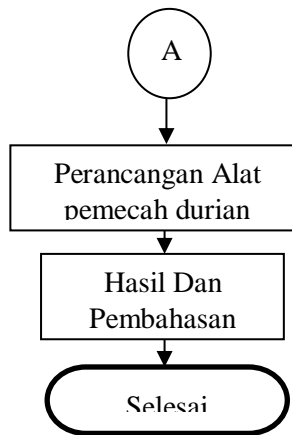 A
Perancangan Alat
pemecah durian
Hasil Dan
Pembahasan
Selesai